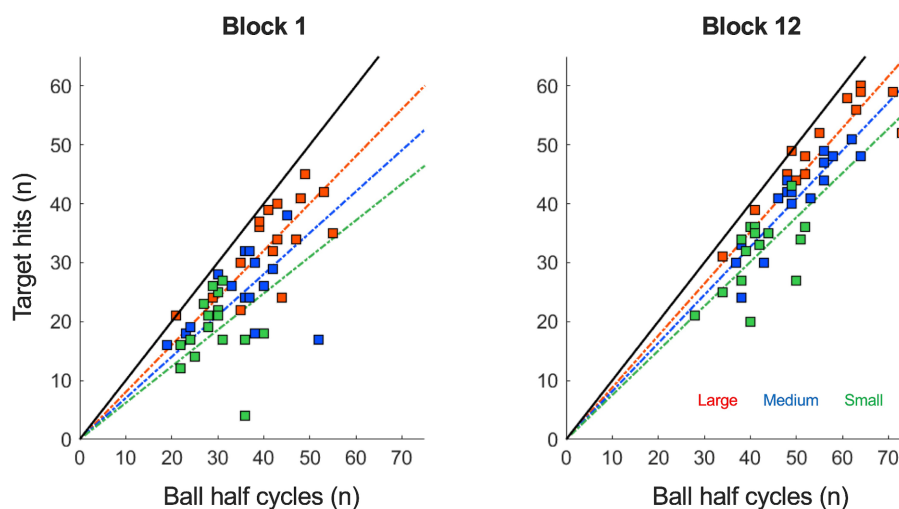 Block 1
Block 12
Target hits (n)
60
50
40
30
20
10
0
0 10 20 30 40 50 60 70
Ball half cycles (n)
60
50
40
30
20
10
0
Large Medium Small
0 10 20 30 40 50 60 70
Ball half cycles (n)